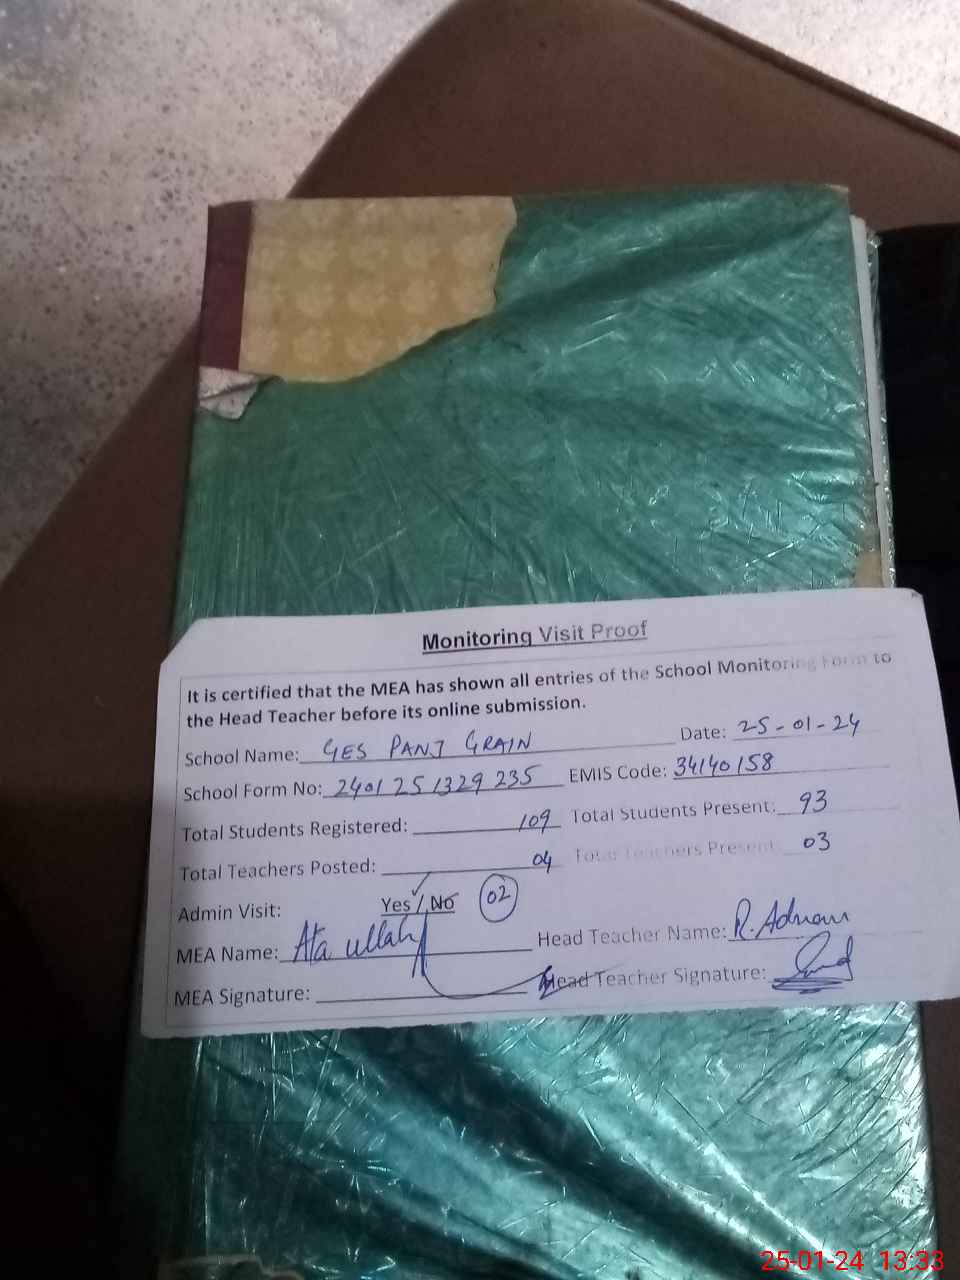 Monitoring Visit Proof
It is certified that the MEA has shown all entries of the School Monitoring Form to
the Head Teacher before its online submission.
School Name: GES PANJ GRAIN Date: 25-01-24
School Form No: 2401251329235 EMIS Code: 34140158
Total Students Registered: 109 Total Students Present: 93
Total Teachers Posted: 04 Total Teachers Present: 03
Admin Visit: Yes / No 02
MEA Name: Ata ullah Head Teacher Name: R. Adnan
MEA Signature: Head Teacher Signature:
25-01-24 13:33